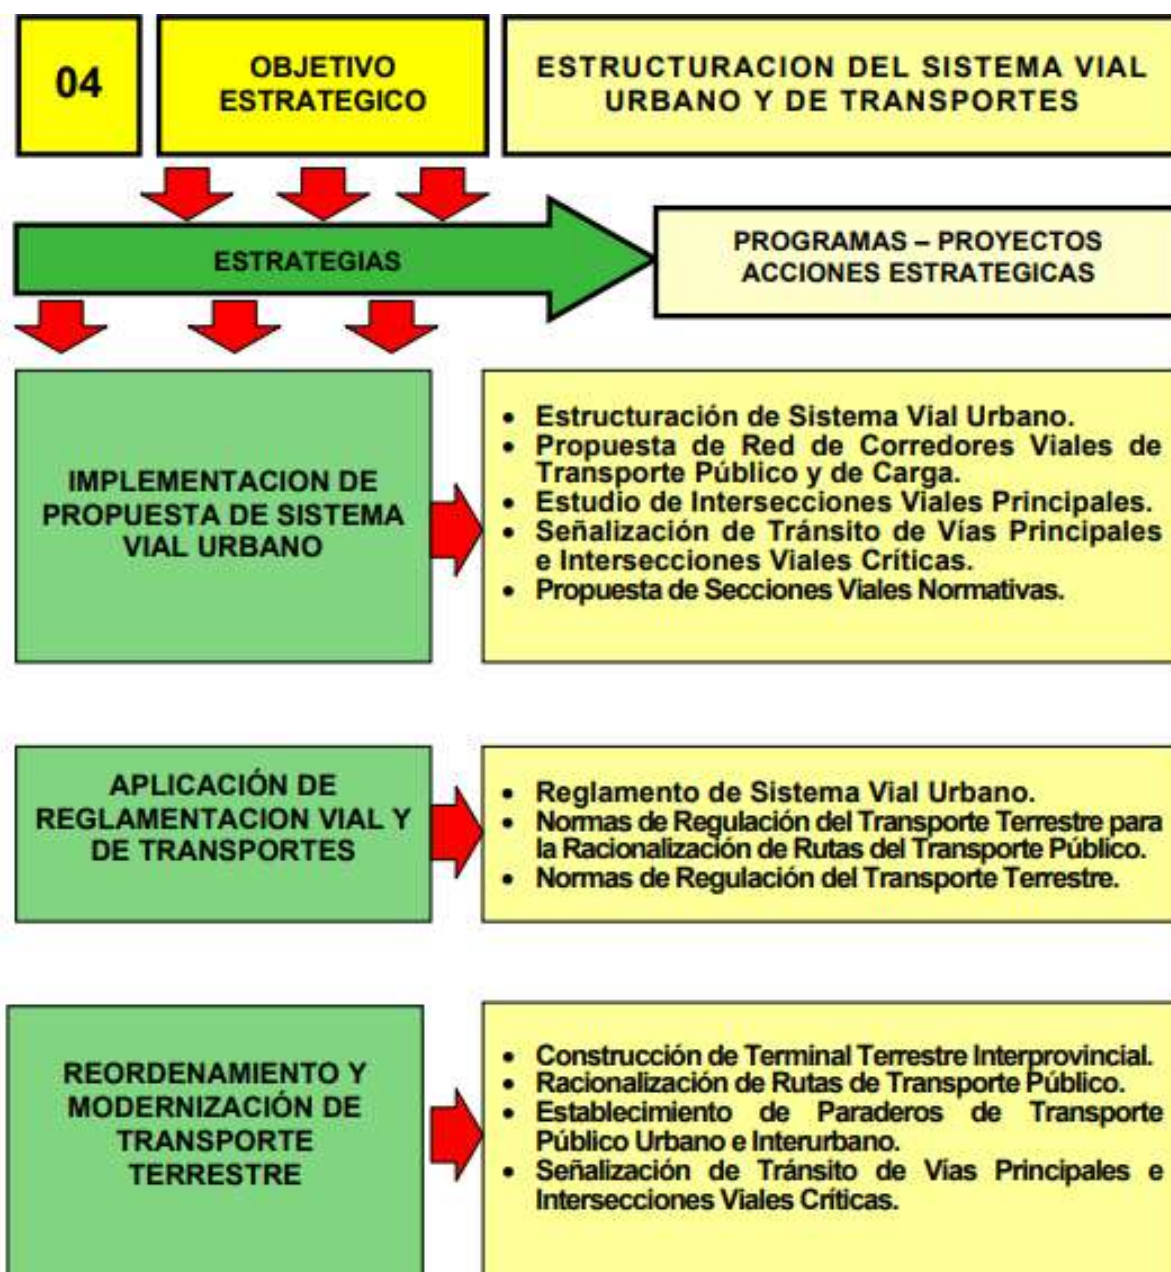 04
OBJETIVO
ESTRATEGICO
ESTRUCTURACION DEL SISTEMA VIAL
URBANO Y DE TRANSPORTES
ESTRATEGIAS
PROGRAMAS – PROYECTOS
ACCIONES ESTRATEGICAS
IMPLEMENTACION DE
PROPUESTA DE SISTEMA
VIAL URBANO
• Estructuración de Sistema Vial Urbano.
• Propuesta de Red de Corredores Viales de
Transporte Público y de Carga.
• Estudio de Intersecciones Viales Principales.
• Señalización de Tránsito de Vías Principales
e Intersecciones Viales Críticas.
• Propuesta de Secciones Viales Normativas.
APLICACIÓN DE
REGLAMENTACION VIAL Y
DE TRANSPORTES
• Reglamento de Sistema Vial Urbano.
• Normas de Regulación del Transporte Terrestre para
la Racionalización de Rutas del Transporte Público.
• Normas de Regulación del Transporte Terrestre.
REORDENAMIENTO Y
MODERNIZACIÓN DE
TRANSPORTE
TERRESTRE
• Construcción de Terminal Terrestre Interprovincial.
• Racionalización de Rutas de Transporte Público.
• Establecimiento de Paraderos de Transporte
Público Urbano e Interurbano.
• Señalización de Tránsito de Vías Principales e
Intersecciones Viales Críticas.